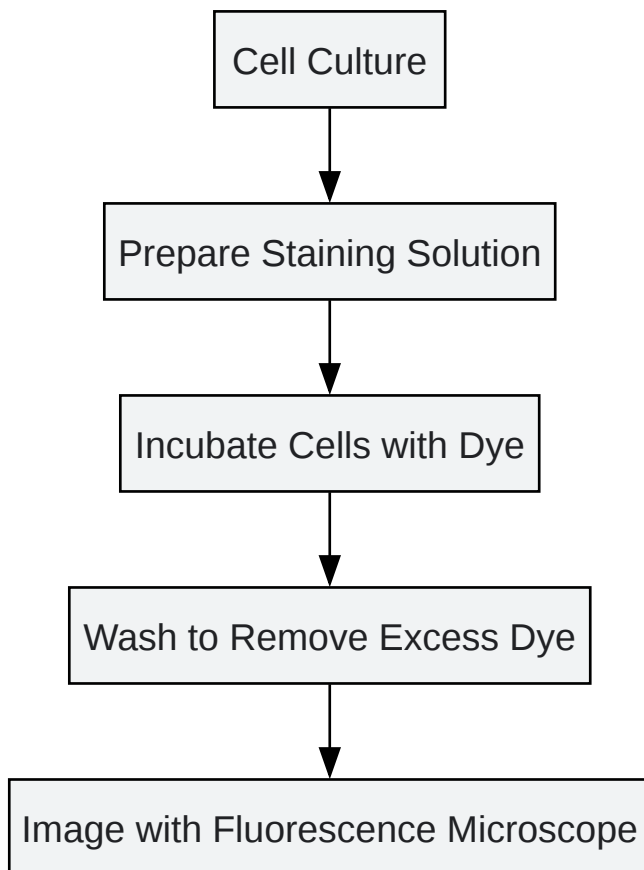 Cell Culture
Prepare Staining Solution
Incubate Cells with Dye
Wash to Remove Excess Dye
Image with Fluorescence Microscope